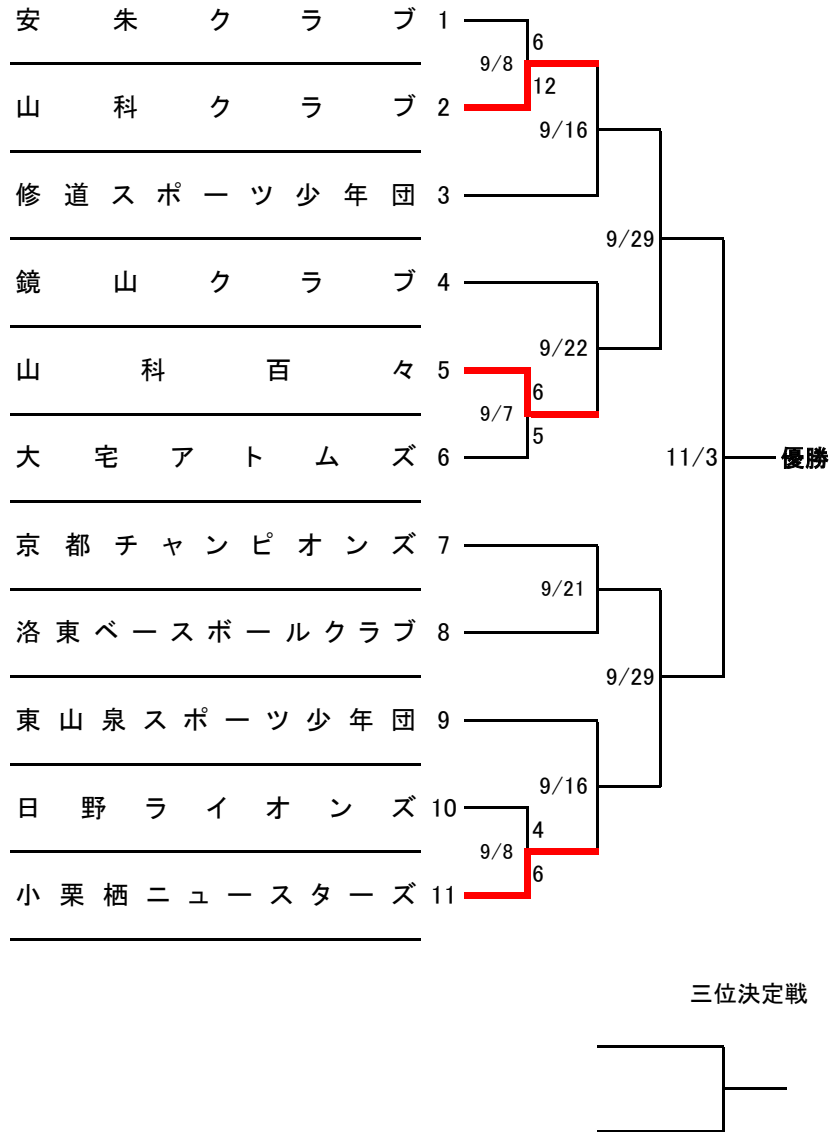 安朱クラブ 1
6
9/8
12
山科クラブ 2
9/16
修道スポーツ少年団 3
9/29
鏡山クラブ 4
9/22
山科百々 5
6
9/7
5
大宅アトムズ 6
11/3 優勝
京都チャンピオンズ 7
9/21
洛東ベースボールクラブ 8
9/29
東山泉スポーツ少年団 9
9/16
日野ライオンズ 10
4
9/8
6
小栗栖ニュースターズ 11
三位決定戦